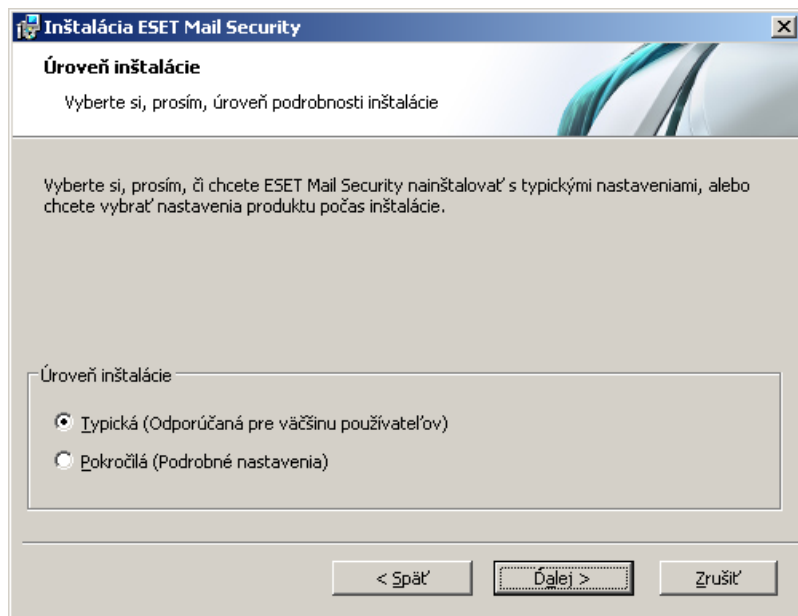 Inštalácia ESET Mail Security
Úroveň inštalácie
Vyberte si, prosím, úroveň podrobnosti inštalácie
Vyberte si, prosím, či chcete ESET Mail Security nainštalovať s typickými nastaveniami, alebo
chcete vybrať nastavenia produktu počas inštalácie.
Úroveň inštalácie
Typická (Odporúčaná pre väčšinu používateľov)
Pokročilá (Podrobné nastavenia)
< Späť
Ďalej >
Zrušiť